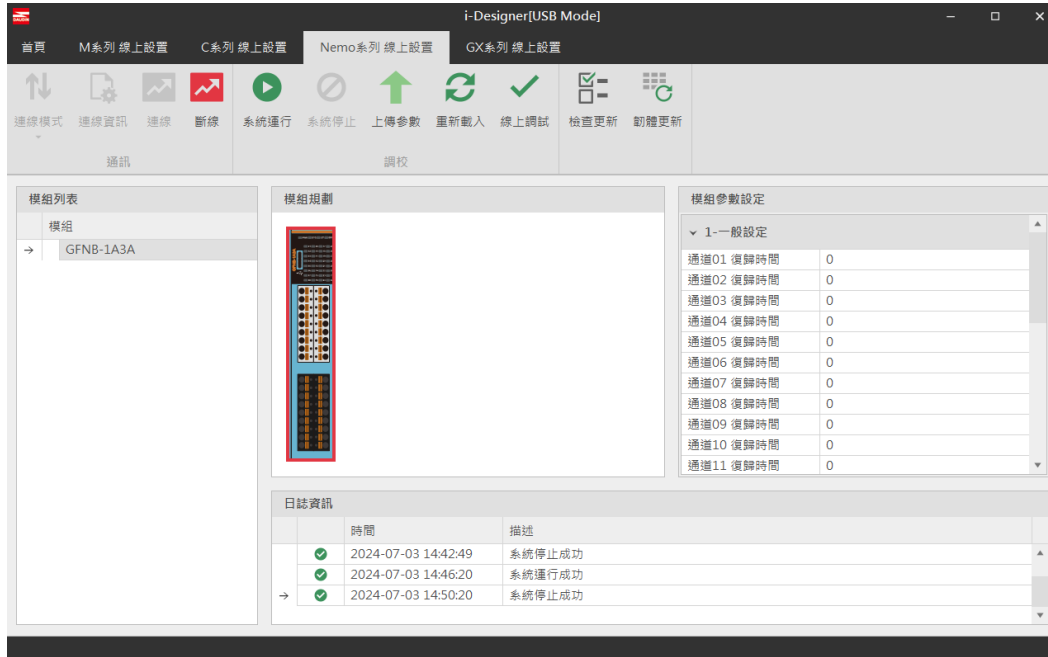 DAUDIN
i-Designer[USB Mode]
首頁 M系列 線上設置 C系列 線上設置 Nemo系列 線上設置 GX系列 線上設置
連線模式 連線資訊 連線 斷線 系統運行 系統停止 上傳參數 重新載入 線上調試 檢查更新 韌體更新
通訊 調校
模組列表
模組
GFNB-1A3A
模組規劃
模組參數設定
1-一般設定
通道01 復歸時間 0
通道02 復歸時間 0
通道03 復歸時間 0
通道04 復歸時間 0
通道05 復歸時間 0
通道06 復歸時間 0
通道07 復歸時間 0
通道08 復歸時間 0
通道09 復歸時間 0
通道10 復歸時間 0
通道11 復歸時間 0
日誌資訊
時間 描述
2024-07-03 14:42:49 系統停止成功
2024-07-03 14:46:20 系統運行成功
2024-07-03 14:50:20 系統停止成功